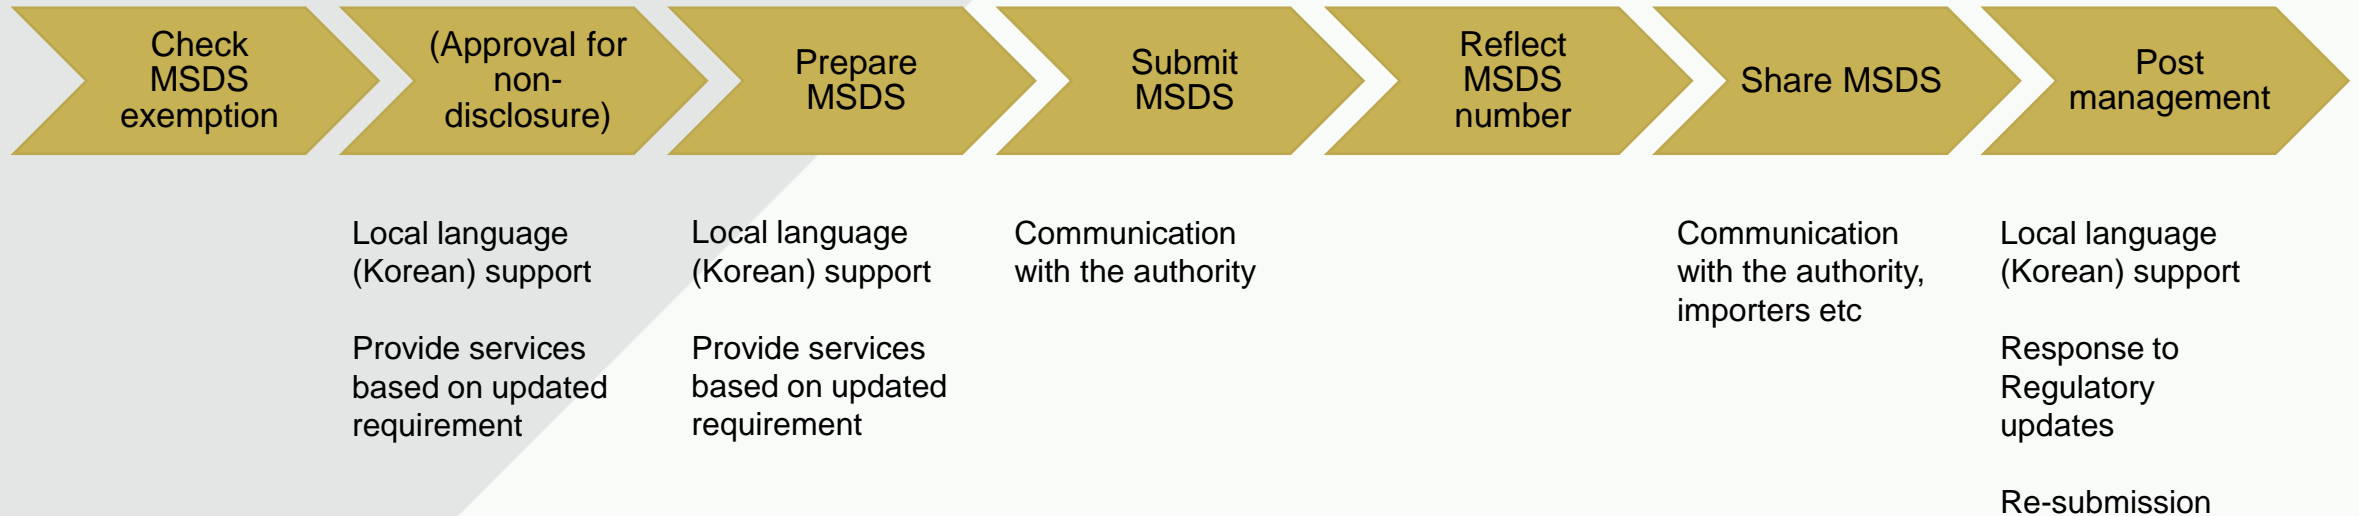 Check
MSDS
exemption
(Approval for
non-
disclosure)
Prepare
MSDS
Submit
MSDS
Reflect
MSDS
number
Share MSDS
Post
management
Local language
(Korean) support
Provide services
based on updated
requirement
Local language
(Korean) support
Provide services
based on updated
requirement
Communication
with the authority
Communication
with the authority,
importers etc
Local language
(Korean) support
Response to
Regulatory
updates
Re-submission